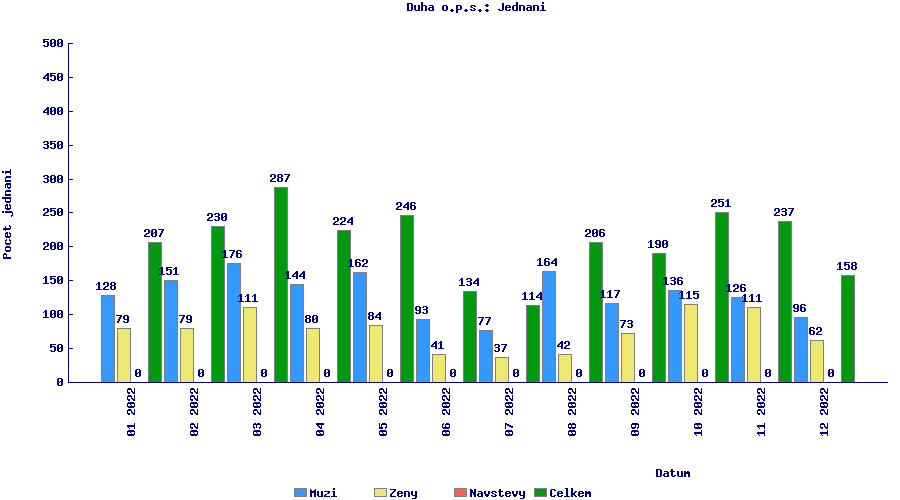 Duha o.p.s.: Jednani
Pocet jednani
500
450
400
350
300
250
200
150
100
50
0
128 79 0 207
151 79 0 230
176 111 0 287
144 80 0 224
162 84 0 246
93 41 0 134
77 37 0 114
164 42 0 206
117 73 0 190
136 115 0 251
126 111 0 237
96 62 0 158
01 2022
02 2022
03 2022
04 2022
05 2022
06 2022
07 2022
08 2022
09 2022
10 2022
11 2022
12 2022
Datum
Muzi Zeny Navstevy Celkem